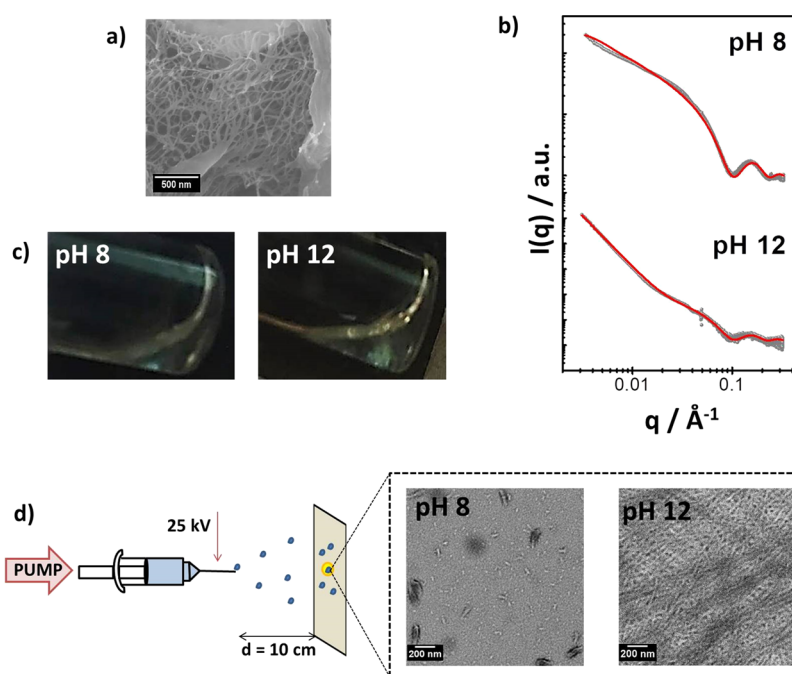 a)
500 nm
b)
pH 8
pH 12
I(q) / a.u.
0.01
0.1
q / Å-1
c)
pH 8
pH 12
d)
25 kV
PUMP
d = 10 cm
pH 8
200 nm
pH 12
200 nm